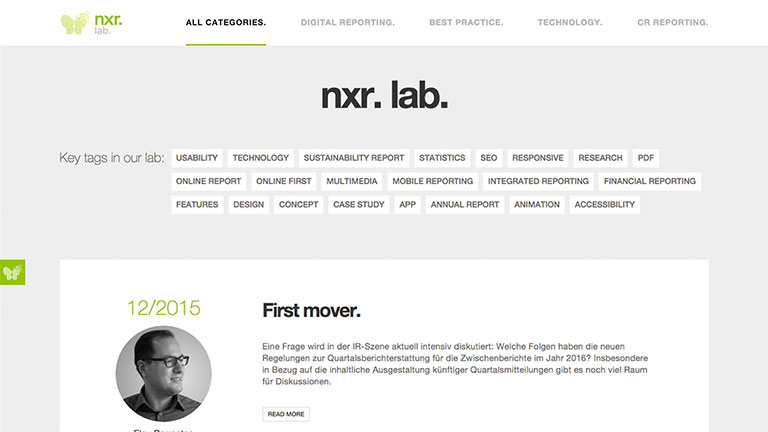 nxr.
lab.
ALL CATEGORIES. DIGITAL REPORTING. BEST PRACTICE. TECHNOLOGY. CR REPORTING.
nxr. lab.
Key tags in our lab: USABILITY TECHNOLOGY SUSTAINABILITY REPORT STATISTICS SEO RESPONSIVE RESEARCH PDF
ONLINE REPORT ONLINE FIRST MULTIMEDIA MOBILE REPORTING INTEGRATED REPORTING FINANCIAL REPORTING
FEATURES DESIGN CONCEPT CASE STUDY APP ANNUAL REPORT ANIMATION ACCESSIBILITY
12/2015
First mover.
Eine Frage wird in der IR-Szene aktuell intensiv diskutiert: Welche Folgen haben die neuen
Regelungen zur Quartalsberichterstattung für die Zwischenberichte im Jahr 2016? Insbesondere
in Bezug auf die inhaltliche Ausgestaltung künftiger Quartalsmitteilungen gibt es noch viel Raum
für Diskussionen.
READ MORE